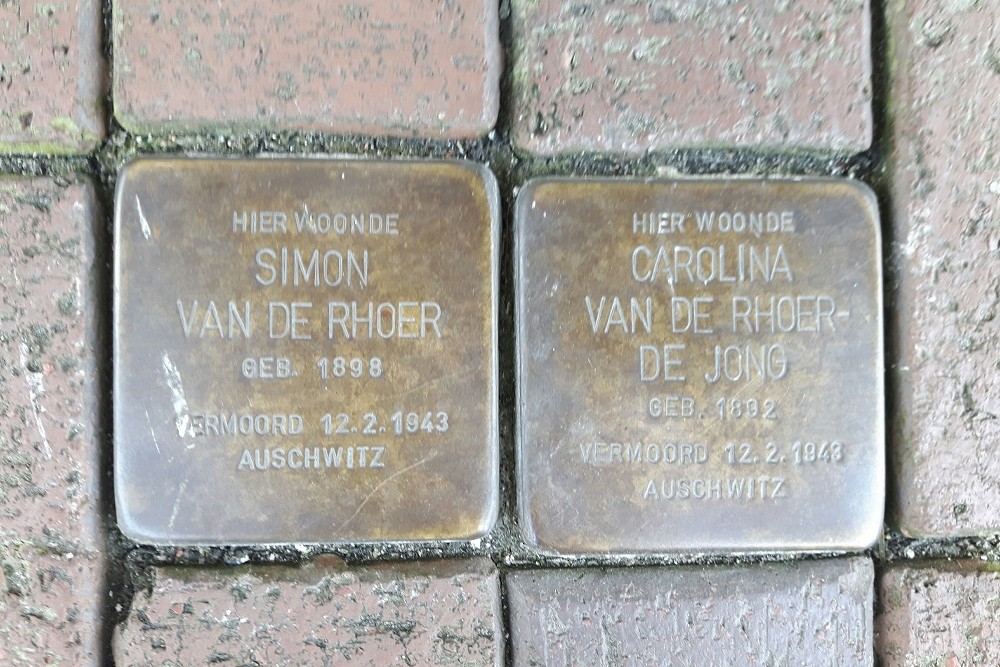 HIER WOONDE
SIMON
VAN DE RHOER
GEB. 1898
VERMOORD 12.2.1943
AUSCHWITZ
HIER WOONDE
CAROLINA
VAN DE RHOER-
DE JONG
GEB. 1892
VERMOORD 12.2.1943
AUSCHWITZ